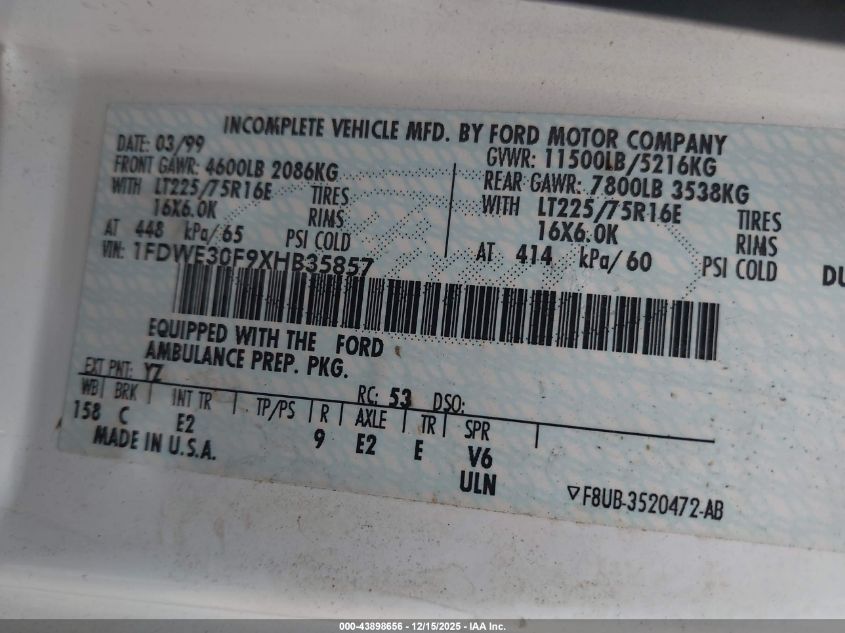 INCOMPLETE VEHICLE MFD. BY FORD MOTOR COMPANY
DATE: 03/99 GVWR: 11500LB/5216KG
FRONT GAWR: 4600LB 2086KG REAR GAWR: 7800LB 3538KG
WITH LT225/75R16E TIRES WITH LT225/75R16E TIRES
16X6.0K RIMS 16X6.0K RIMS
AT 448 kPa/65 PSI COLD AT 414 kPa/60 PSI COLD
VIN: 1FDWE30F9XHB35857 DU
EQUIPPED WITH THE FORD
AMBULANCE PREP. PKG.
EXT PNT: YZ RC: 53 DSO:
WB BRK INT TR TP/PS R AXLE TR SPR
158 C E2 9 E2 E V6
MADE IN U.S.A. ULN
▽F8UB-3520472-AB
000-43898656 - 12/15/2025 - IAA Inc.